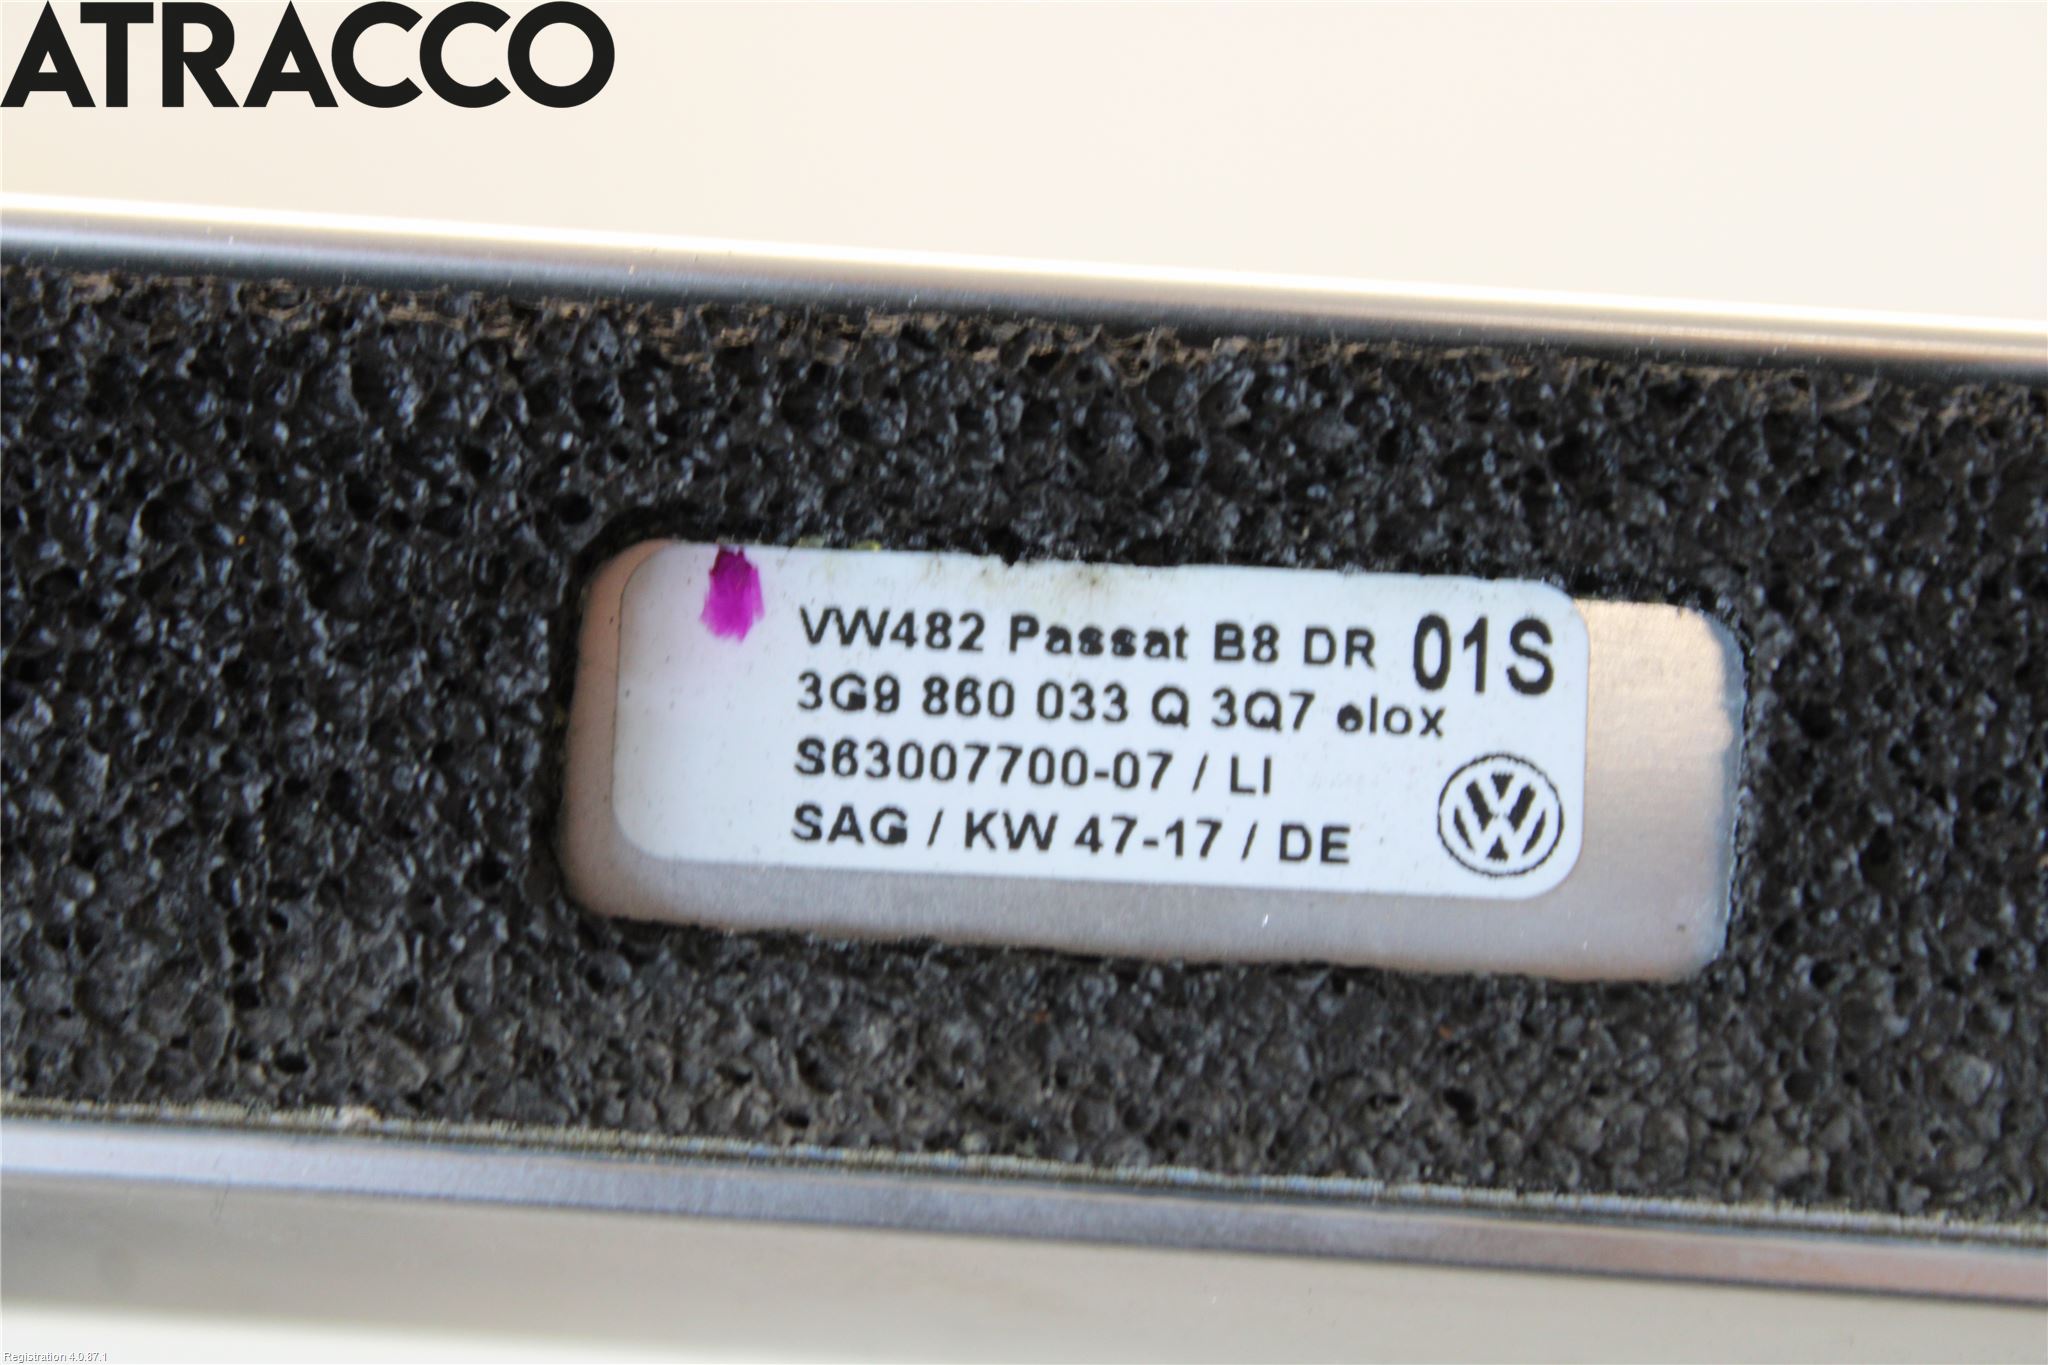 ATRACCO
VW482 Passat B8 DR 01S
3G9 860 033 Q 3Q7 elox
S63007700-07 / LI
SAG / KW 47-17 / DE
Registration 4.0.87.1